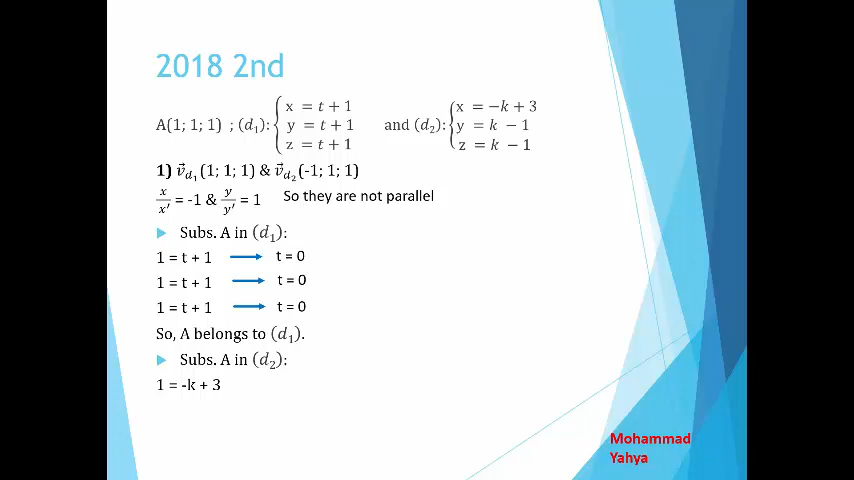 2018 2nd
A(1; 1; 1) ; (d₁): { x = t + 1
y = t + 1
z = t + 1
and (d₂): { x = −k + 3
y = k − 1
z = k − 1
1) v⃗d₁(1; 1; 1) & v⃗d₂(-1; 1; 1)
x/x′ = -1 & y/y′ = 1 So they are not parallel
Subs. A in (d₁):
1 = t + 1 → t = 0
1 = t + 1 → t = 0
1 = t + 1 → t = 0
So, A belongs to (d₁).
Subs. A in (d₂):
1 = -k + 3
Mohammad
Yahya